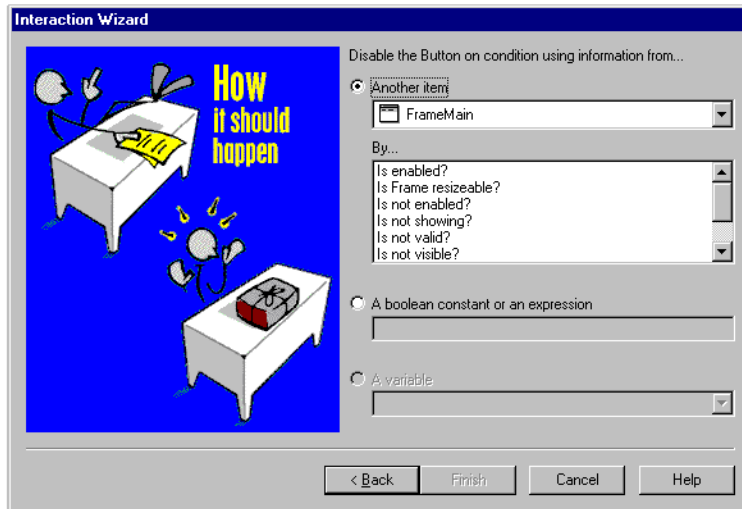 Interaction Wizard
How
it should
happen
Disable the Button on condition using information from...
Another item
FrameMain
By...
Is enabled?
Is Frame resizeable?
Is not enabled?
Is not showing?
Is not valid?
Is not visible?
A boolean constant or an expression
A variable
< Back
Finish
Cancel
Help